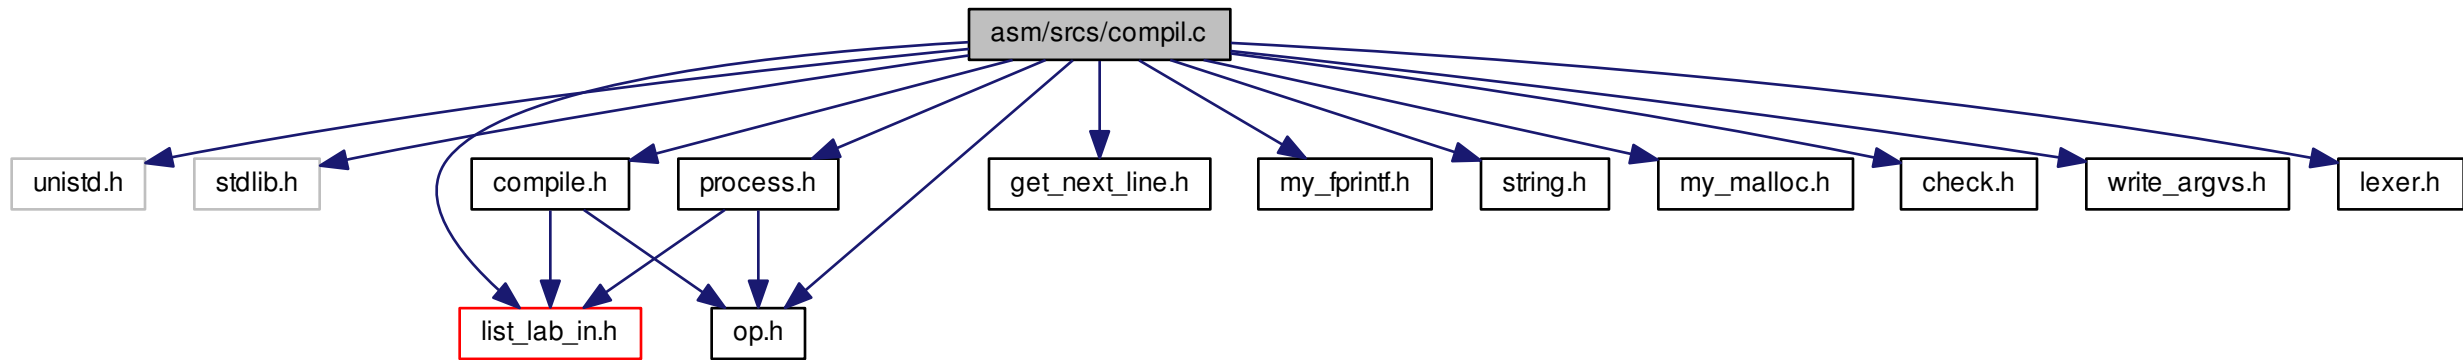 asm/srcs/compil.c
unistd.h
stdlib.h
compile.h
process.h
get_next_line.h
my_fprintf.h
string.h
my_malloc.h
check.h
write_argvs.h
lexer.h
list_lab_in.h
op.h